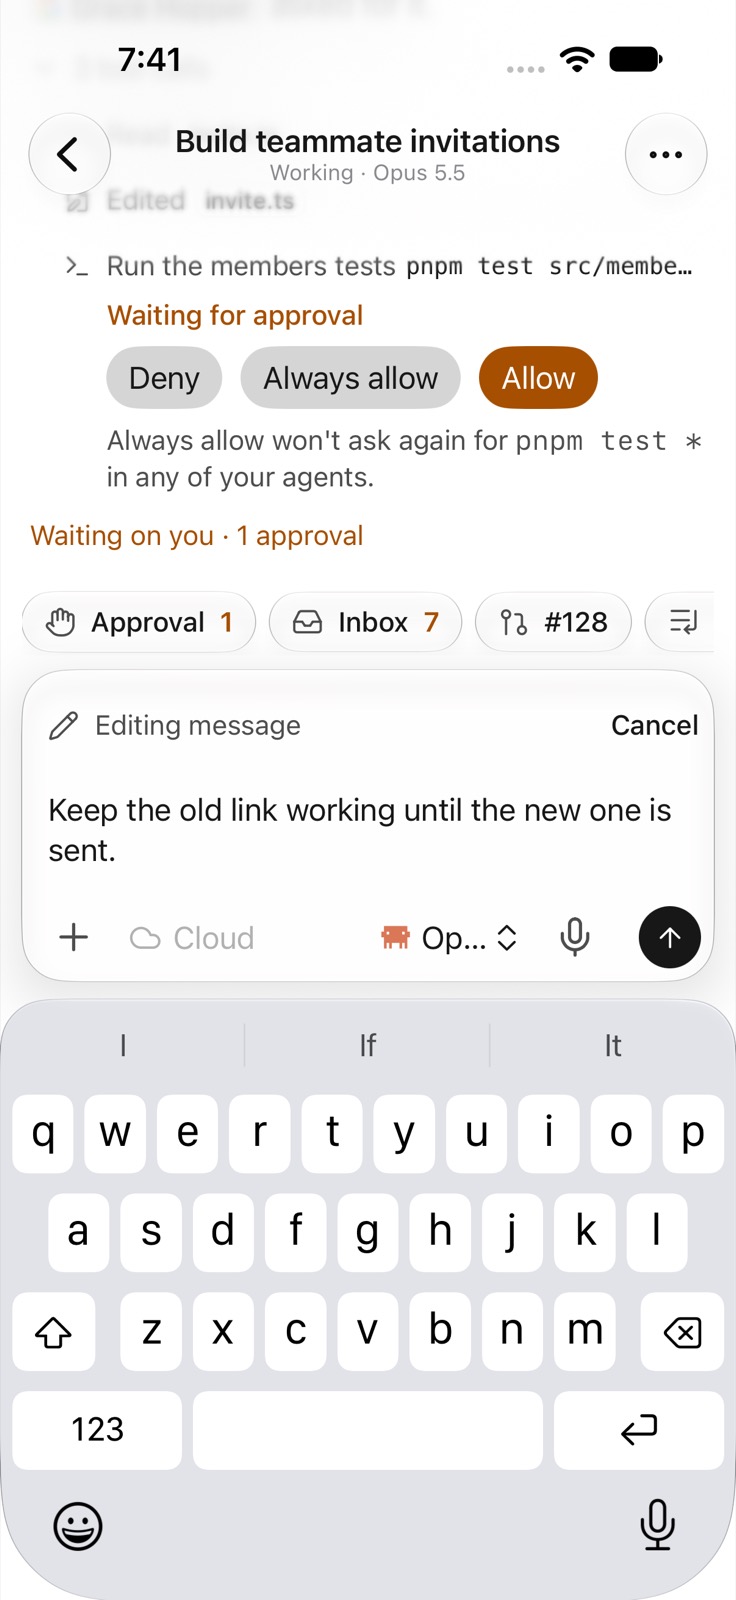 7:41
Build teammate invitations
Working · Opus 5.5
Edited invite.ts
Run the members tests pnpm test src/membe…
Waiting for approval
Deny Always allow Allow
Always allow won't ask again for pnpm test *
in any of your agents.
Waiting on you · 1 approval
Approval 1 Inbox 7 #128
Editing message Cancel
Keep the old link working until the new one is
sent.
Cloud Op…
I If It
q w e r t y u i o p
a s d f g h j k l
z x c v b n m
123